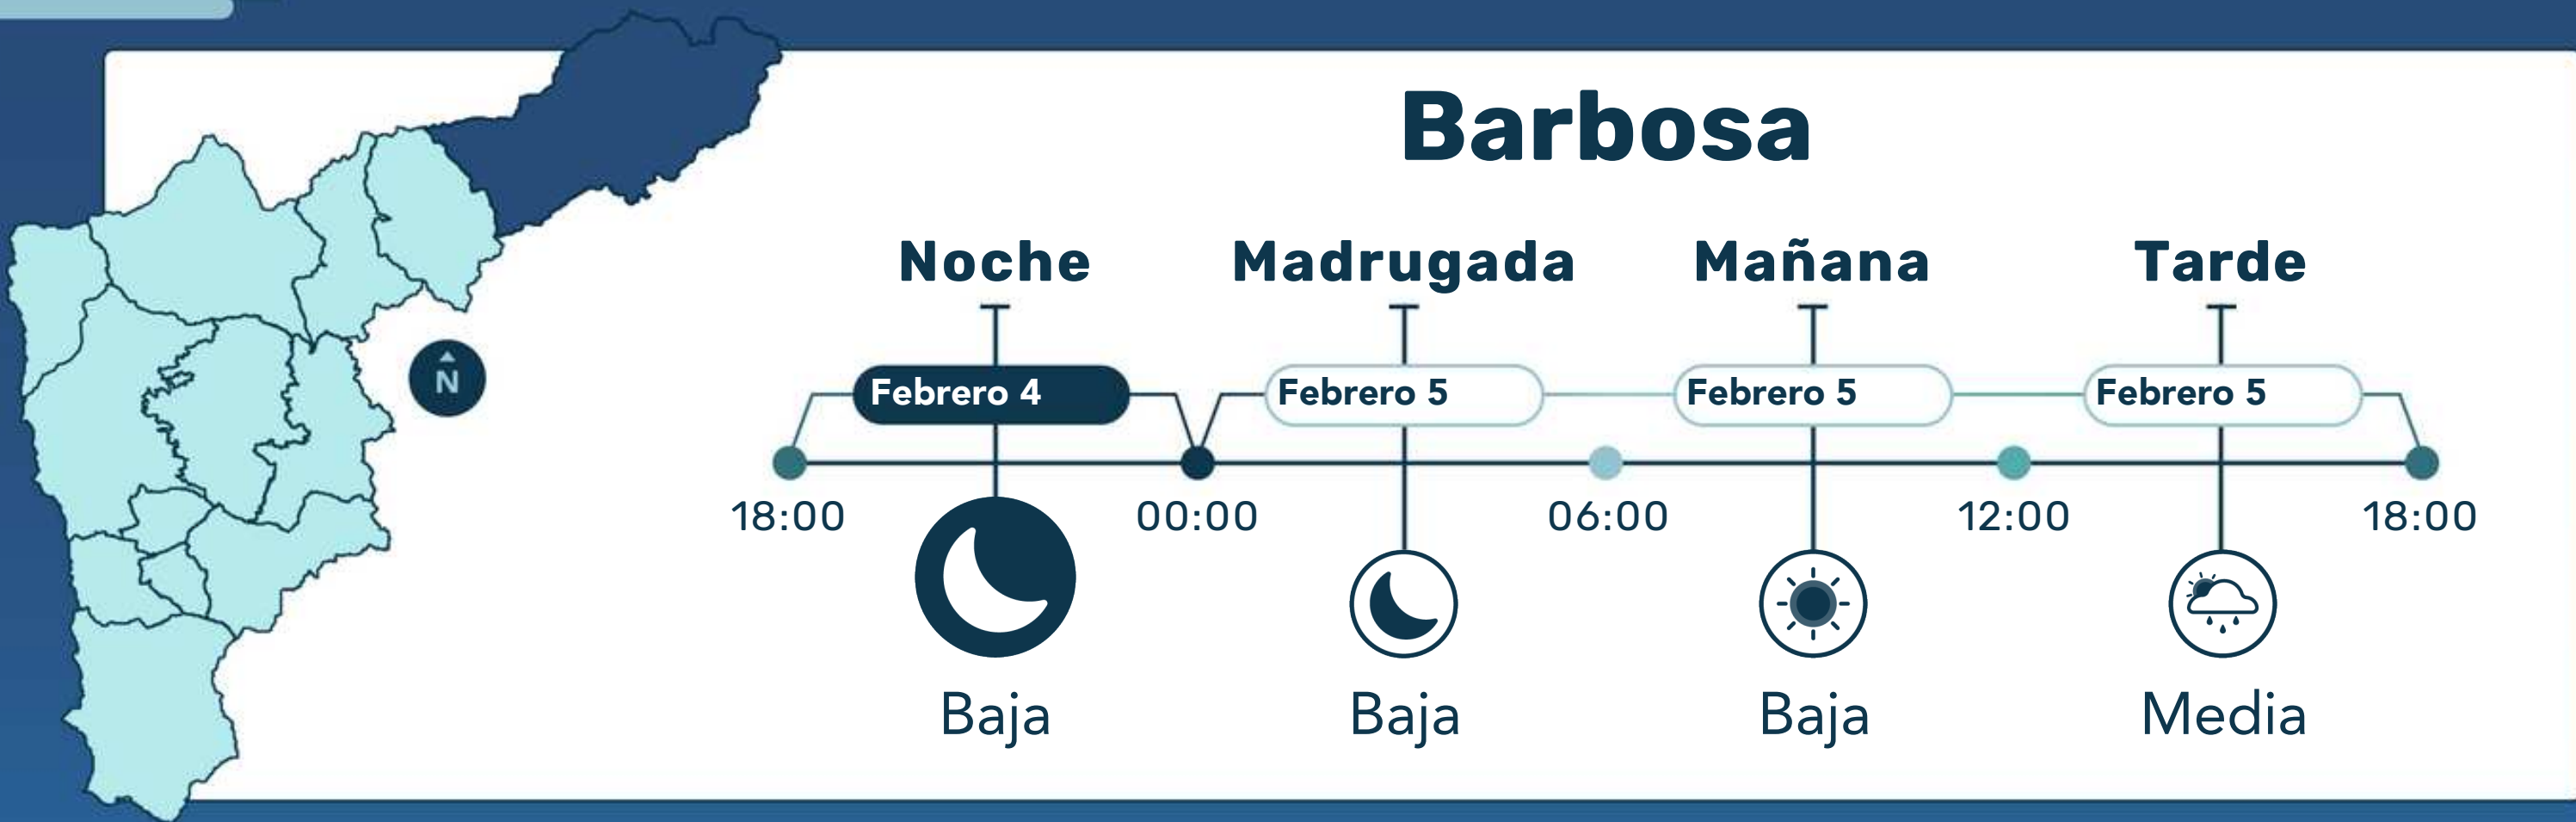 Barbosa
Noche Madrugada Mañana Tarde
N
Febrero 4 Febrero 5 Febrero 5 Febrero 5
18:00 00:00 06:00 12:00 18:00
Baja Baja Baja Media